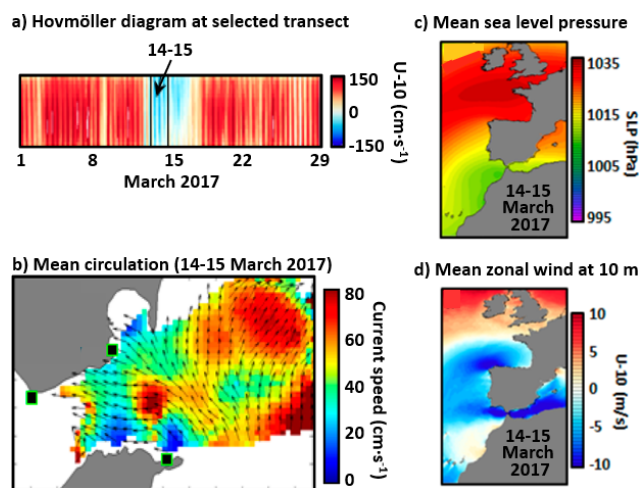 a) Hovmöller diagram at selected transect
14-15
150
0
-150
U-10 (cm·s⁻¹)
1 8 15 22 29
March 2017
b) Mean circulation (14-15 March 2017)
80
60
40
20
0
Current speed (cm·s⁻¹)
c) Mean sea level pressure
1035
1015
1005
995
SLP (hPa)
14-15
March
2017
d) Mean zonal wind at 10 m
10
5
0
-5
-10
U-10 (m/s)
14-15
March
2017